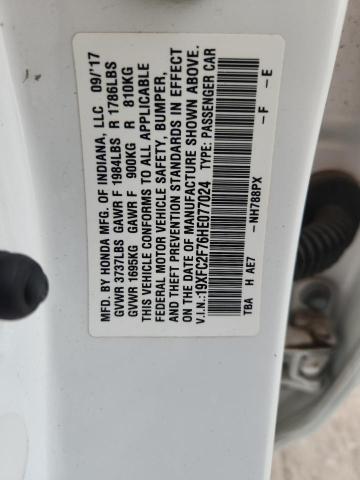 MFD. BY HONDA MFG. OF INDIANA, LLC 09/'17
GVWR 3737LBS GAWR F 1984LBS R 1786LBS
GVWR 1695KG GAWR F 900KG R 810KG
THIS VEHICLE CONFORMS TO ALL APPLICABLE
FEDERAL MOTOR VEHICLE SAFETY, BUMPER,
AND THEFT PREVENTION STANDARDS IN EFFECT
ON THE DATE OF MANUFACTURE SHOWN ABOVE.
V.I.N.:19XFC2F76HE077024 TYPE: PASSENGER CAR
TBA H AE7 - NH788PX - F - E